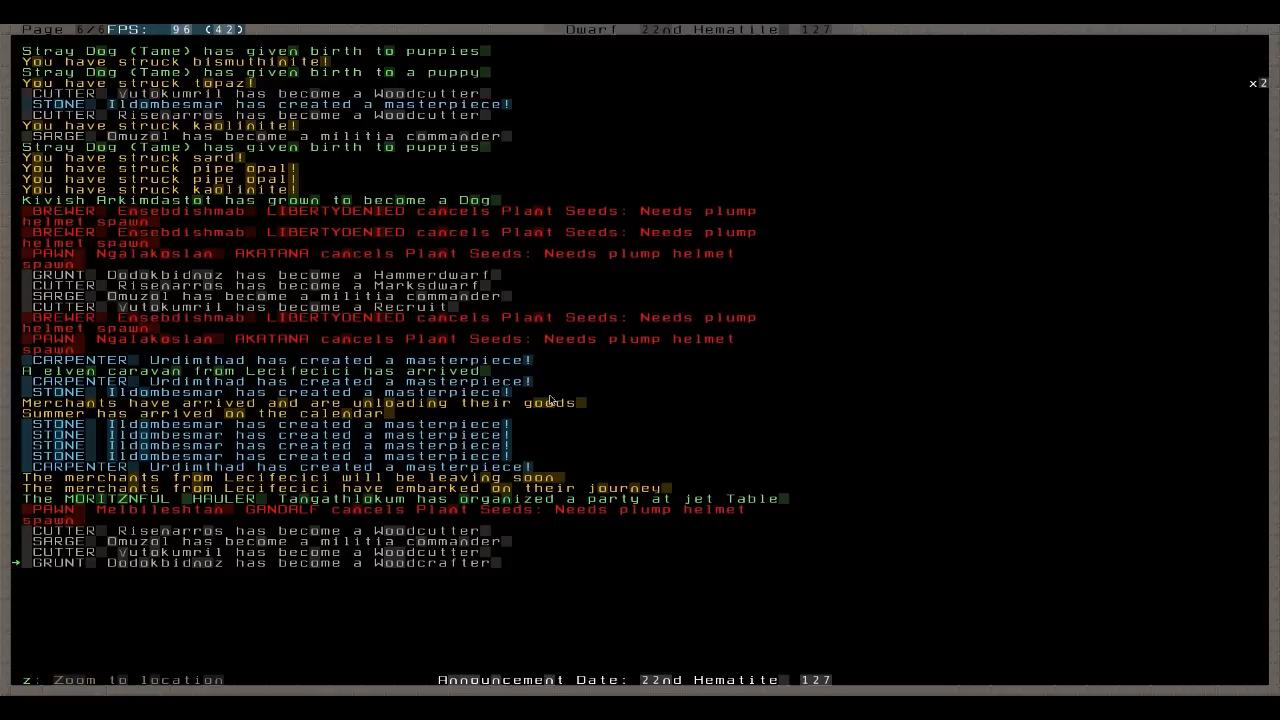 Page 6/6 FPS: 96 (42) Dwarf 22nd Hematite 127
Stray Dog (Tame) has given birth to puppies
You have struck bismuthinite!
Stray Dog (Tame) has given birth to a puppy
You have struck topaz! x2
CUTTER Vutokumril has become a Woodcutter
STONE Ildombesmar has created a masterpiece!
CUTTER Risenarros has become a Woodcutter
You have struck kaolinite!
SARGE Omuzol has become a militia commander
Stray Dog (Tame) has given birth to puppies
You have struck sard!
You have struck pipe opal!
You have struck pipe opal!
You have struck kaolinite!
Kivish Arkimdastot has grown to become a Dog
BREWER Ensebdishmab LIBERTYDENIED cancels Plant Seeds: Needs plump
helmet spawn
BREWER Ensebdishmab LIBERTYDENIED cancels Plant Seeds: Needs plump
helmet spawn
PAWN Ngalakoslan AKATANA cancels Plant Seeds: Needs plump helmet
spawn
GRUNT Dodokbidnoz has become a Hammerdwarf
CUTTER Risenarros has become a Marksdwarf
SARGE Omuzol has become a militia commander
CUTTER Vutokumril has become a Recruit
BREWER Ensebdishmab LIBERTYDENIED cancels Plant Seeds: Needs plump
helmet spawn
PAWN Ngalakoslan AKATANA cancels Plant Seeds: Needs plump helmet
spawn
CARPENTER Urdimthad has created a masterpiece!
A elven caravan from Lecifecici has arrived
CARPENTER Urdimthad has created a masterpiece!
STONE Ildombesmar has created a masterpiece!
Merchants have arrived and are unloading their goods
Summer has arrived on the calendar
STONE Ildombesmar has created a masterpiece!
STONE Ildombesmar has created a masterpiece!
STONE Ildombesmar has created a masterpiece!
STONE Ildombesmar has created a masterpiece!
CARPENTER Urdimthad has created a masterpiece!
The merchants from Lecifecici will be leaving soon
The merchants from Lecifecici have embarked on their journey
The MORITZNFUL HAULER Tangathlokum has organized a party at jet Table
PAWN Melbileshtan GANDALF cancels Plant Seeds: Needs plump helmet
spawn
CUTTER Risenarros has become a Woodcutter
SARGE Omuzol has become a militia commander
CUTTER Vutokumril has become a Woodcutter
GRUNT Dodokbidnoz has become a Woodcrafter
z: Zoom to location Announcement Date: 22nd Hematite 127